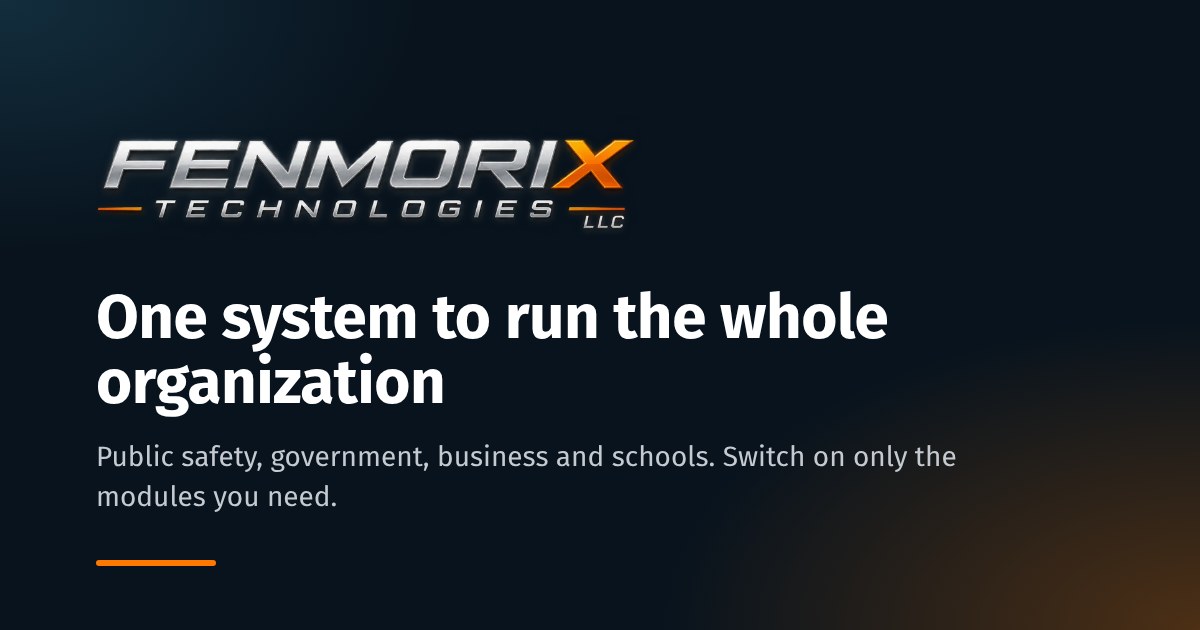 FENMORIX
TECHNOLOGIES
LLC
One system to run the whole
organization
Public safety, government, business and schools. Switch on only the
modules you need.